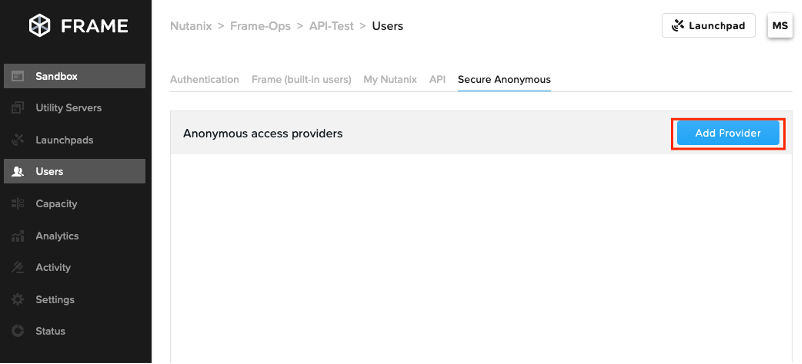 FRAME
Nutanix > Frame-Ops > API-Test > Users
Launchpad
MS
Sandbox
Utility Servers
Launchpads
Users
Capacity
Analytics
Activity
Settings
Status
Authentication Frame (built-in users) My Nutanix API Secure Anonymous
Anonymous access providers
Add Provider